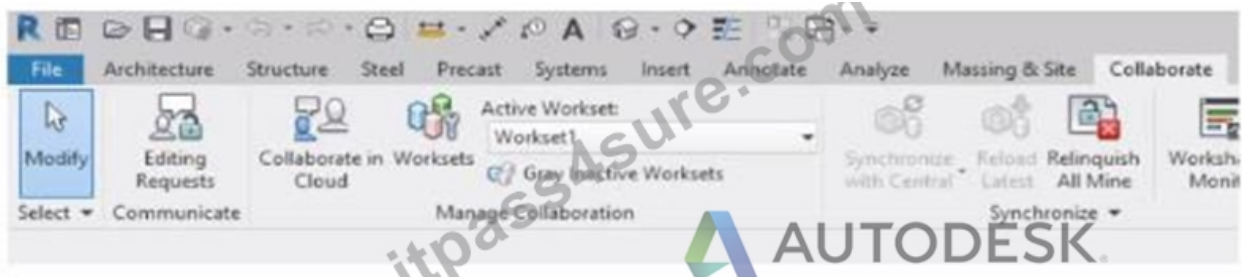 R
A
File Architecture Structure Steel Precast Systems Insert Annotate Analyze Massing & Site Collaborate
Active Workset:
Workset1
Modify Editing Requests Collaborate in Cloud Worksets Gray Inactive Worksets Synchronize with Central Reload Latest Relinquish All Mine
Select Communicate Manage Collaboration Synchronize
itpass4sure.com
AUTODESK.